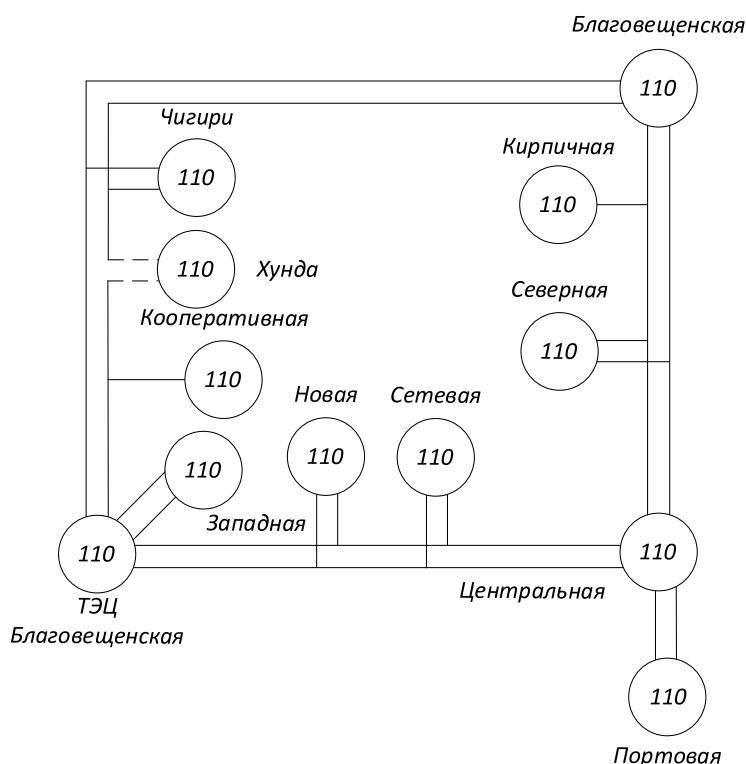 Благовещенская
110
Чигири
110
Кирпичная
110
110
Хунда
Северная
Кооперативная
110
110
Новая
Сетевая
110
110
110
Западная
110
110
Центральная
ТЭЦ
Благовещенская
110
Портовая